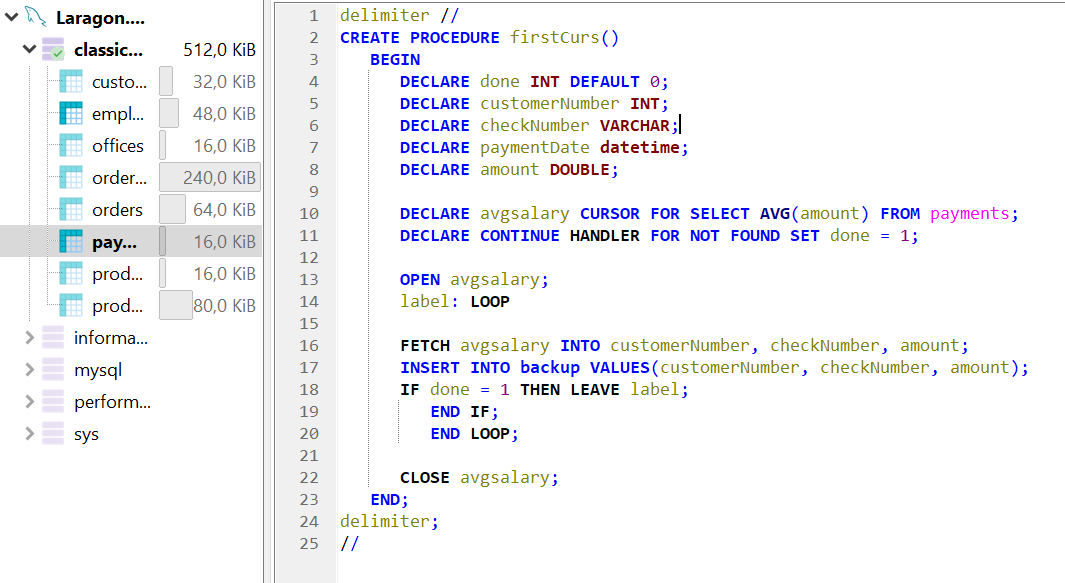 Laragon....
classic... 512,0 KiB
custo... 32,0 KiB
empl... 48,0 KiB
offices 16,0 KiB
order... 240,0 KiB
orders 64,0 KiB
pay... 16,0 KiB
prod... 16,0 KiB
prod... 80,0 KiB
informa...
mysql
perform...
sys
1 delimiter //
2 CREATE PROCEDURE firstCurs()
3 BEGIN
4 DECLARE done INT DEFAULT 0;
5 DECLARE customerNumber INT;
6 DECLARE checkNumber VARCHAR;
7 DECLARE paymentDate datetime;
8 DECLARE amount DOUBLE;
9
10 DECLARE avgsalary CURSOR FOR SELECT AVG(amount) FROM payments;
11 DECLARE CONTINUE HANDLER FOR NOT FOUND SET done = 1;
12
13 OPEN avgsalary;
14 label: LOOP
15
16 FETCH avgsalary INTO customerNumber, checkNumber, amount;
17 INSERT INTO backup VALUES(customerNumber, checkNumber, amount);
18 IF done = 1 THEN LEAVE label;
19 END IF;
20 END LOOP;
21
22 CLOSE avgsalary;
23 END;
24 delimiter;
25 //